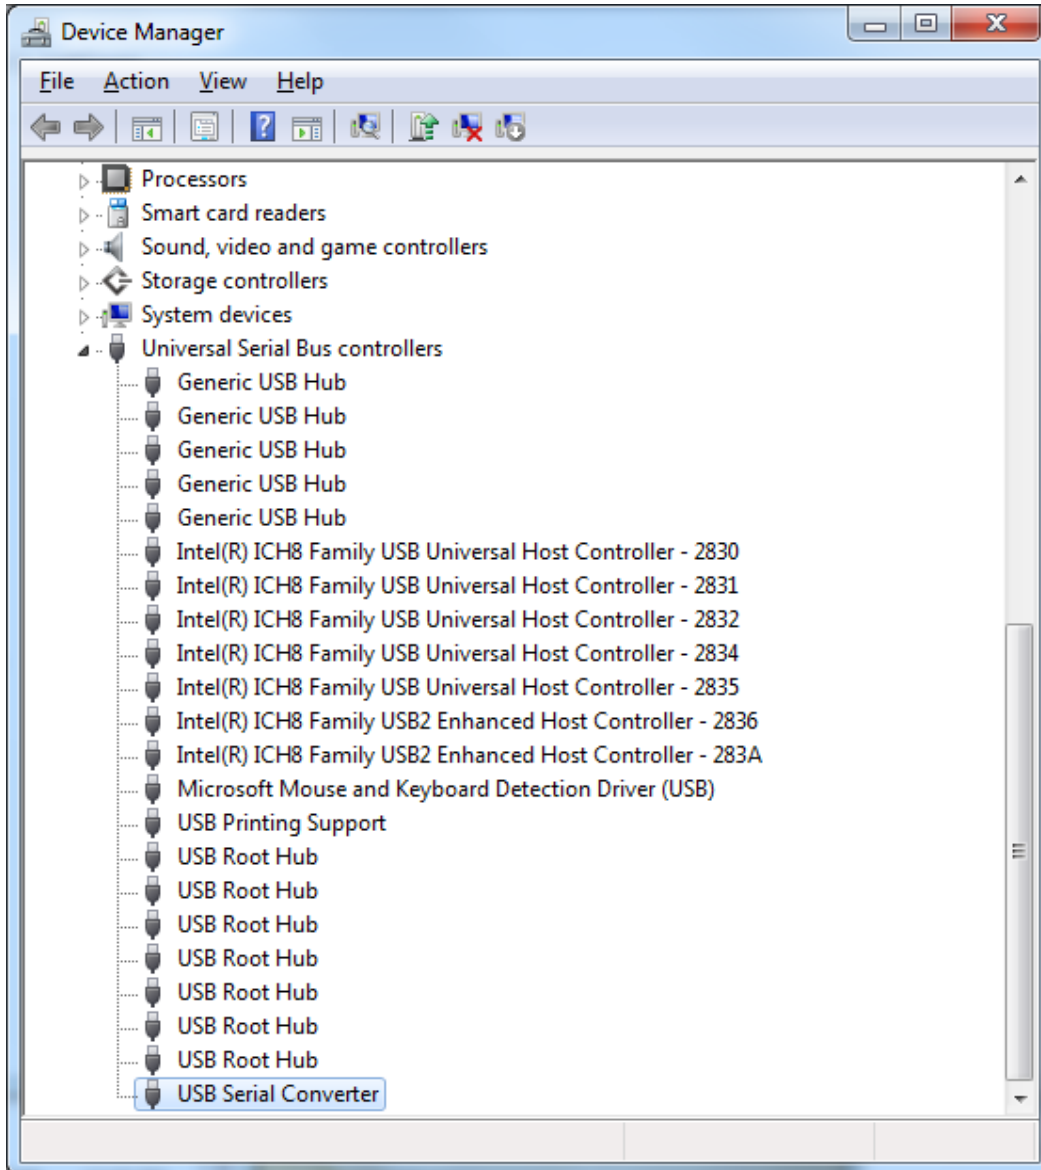 Device Manager
File Action View Help
Processors
Smart card readers
Sound, video and game controllers
Storage controllers
System devices
Universal Serial Bus controllers
Generic USB Hub
Generic USB Hub
Generic USB Hub
Generic USB Hub
Generic USB Hub
Intel(R) ICH8 Family USB Universal Host Controller - 2830
Intel(R) ICH8 Family USB Universal Host Controller - 2831
Intel(R) ICH8 Family USB Universal Host Controller - 2832
Intel(R) ICH8 Family USB Universal Host Controller - 2834
Intel(R) ICH8 Family USB Universal Host Controller - 2835
Intel(R) ICH8 Family USB2 Enhanced Host Controller - 2836
Intel(R) ICH8 Family USB2 Enhanced Host Controller - 283A
Microsoft Mouse and Keyboard Detection Driver (USB)
USB Printing Support
USB Root Hub
USB Root Hub
USB Root Hub
USB Root Hub
USB Root Hub
USB Root Hub
USB Root Hub
USB Serial Converter